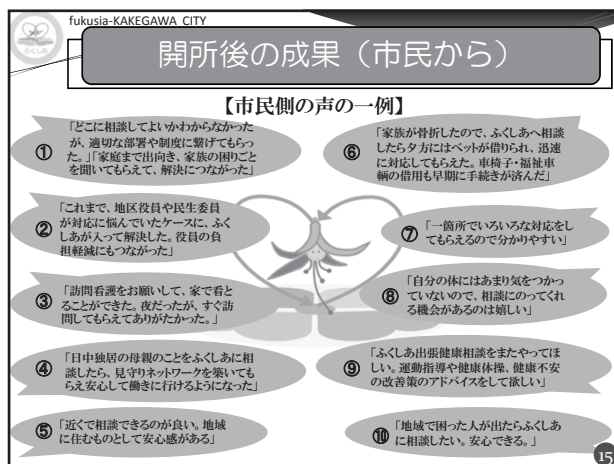 ふくしあ
fukusia-KAKEGAWA CITY
開所後の成果（市民から）
【市民側の声の一例】
①
「どこに相談してよいかわからなかった
が、適切な部署や制度に繋げてもらっ
た。」「家庭まで出向き、家族の困りごと
を聞いてもらえて、解決につながった」
②
「これまで、地区役員や民生委員
が対応に悩んでいたケースに、ふく
しあが入って解決した。役員の負
担軽減にもつながった」
③
「訪問看護をお願いして、家で看と
ることができた。夜だったが、すぐ訪
問してもらえてありがたかった。」
④
「日中独居の母親のことをふくしあに相
談したら、見守りネットワークを築いても
らえ安心して働きに行けるようになった」
⑤
「近くで相談できるのが良い。地域
に住むものとして安心感がある」
⑥
「家族が骨折したので、ふくしあへ相談
したら夕方にはベットが借りられ、迅速
に対応してもらえた。車椅子・福祉車
輌の借用も早期に手続きが済んだ」
⑦
「一箇所でいろいろな対応をし
てもらえるので分かりやすい」
⑧
「自分の体にはあまり気をつかっ
ていないので、相談にのってくれ
る機会があるのは嬉しい」
⑨
「ふくしあ出張健康相談をまたやってほ
しい。運動指導や健康体操、健康不安
の改善策のアドバイスをして欲しい」
⑩
「地域で困った人が出たらふくしあ
に相談したい。安心できる。」
15